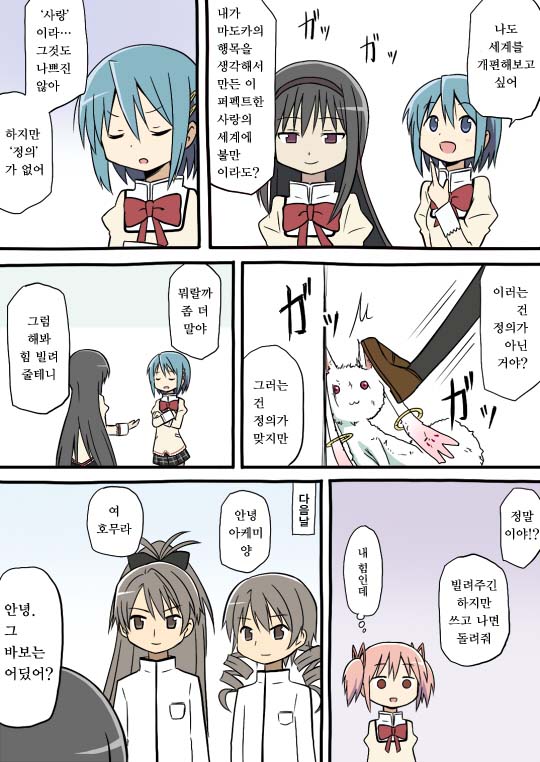 나도
세계를
개편해보고
싶어
내가
마도카의
행복을
생각해서
만든 이
퍼펙트한
사랑의
세계에
불만
이라도?
ガッ
ガッ
‘사랑’
이라…
그것도
나쁘진
않아
하지만
‘정의’
가 없어
이러는
건
정의가
아닌
거야?
ガッ
ガッ
그러는
건
정의가
맞지만
뭐랄까
좀 더
말야
그럼
해봐
힘 빌려
줄테니
정말
이야!?
빌려주긴
하지만
쓰고 나면
돌려줘
내
힘인데
다음날
안녕
아케미
양
여
호무라
안녕.
그
바보는
어딨어?